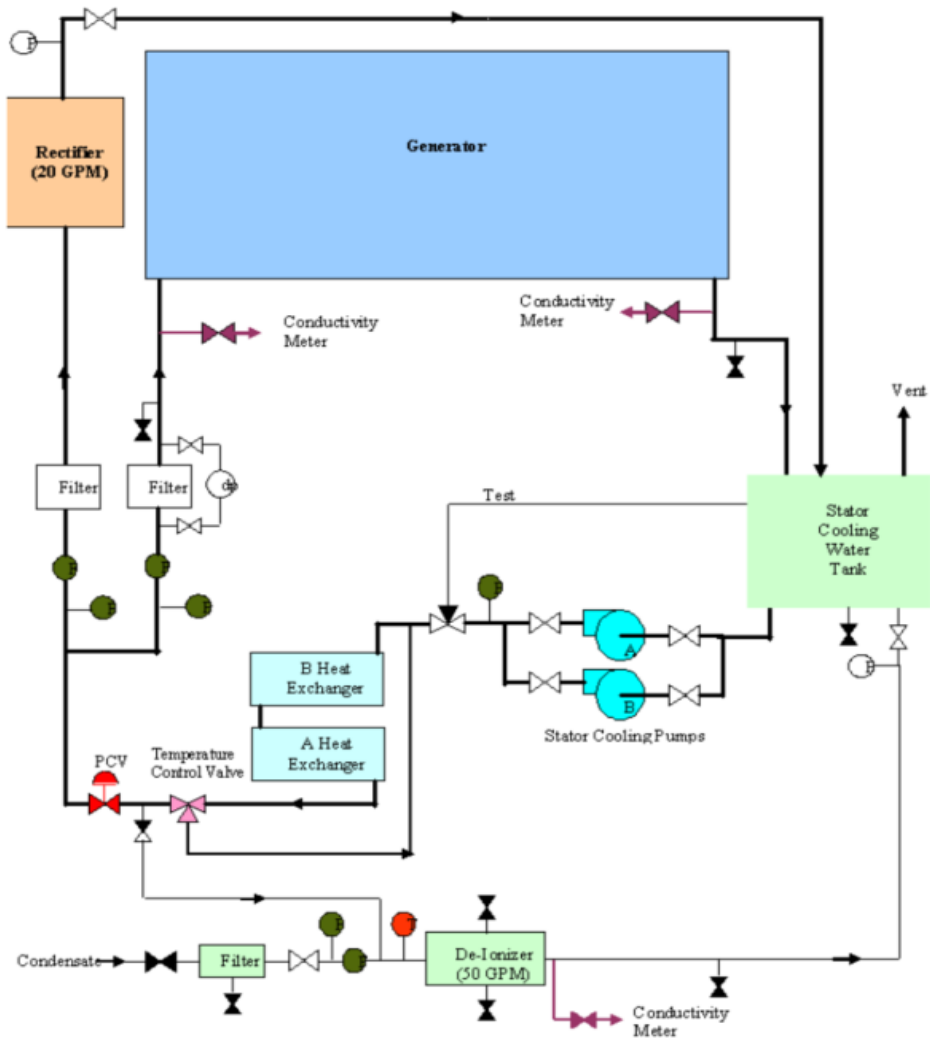 P
Rectifier
(20 GPM)
Generator
Conductivity
Meter
Conductivity
Meter
Vent
Filter
Filter
dp
Test
Stator
Cooling
Water
Tank
P
F
F
P
P
A
B
P
B Heat
Exchanger
A Heat
Exchanger
Stator Cooling Pumps
PCV
Temperature
Control Valve
Condensate
Filter
P
F
T
De-Ionizer
(50 GPM)
Conductivity
Meter